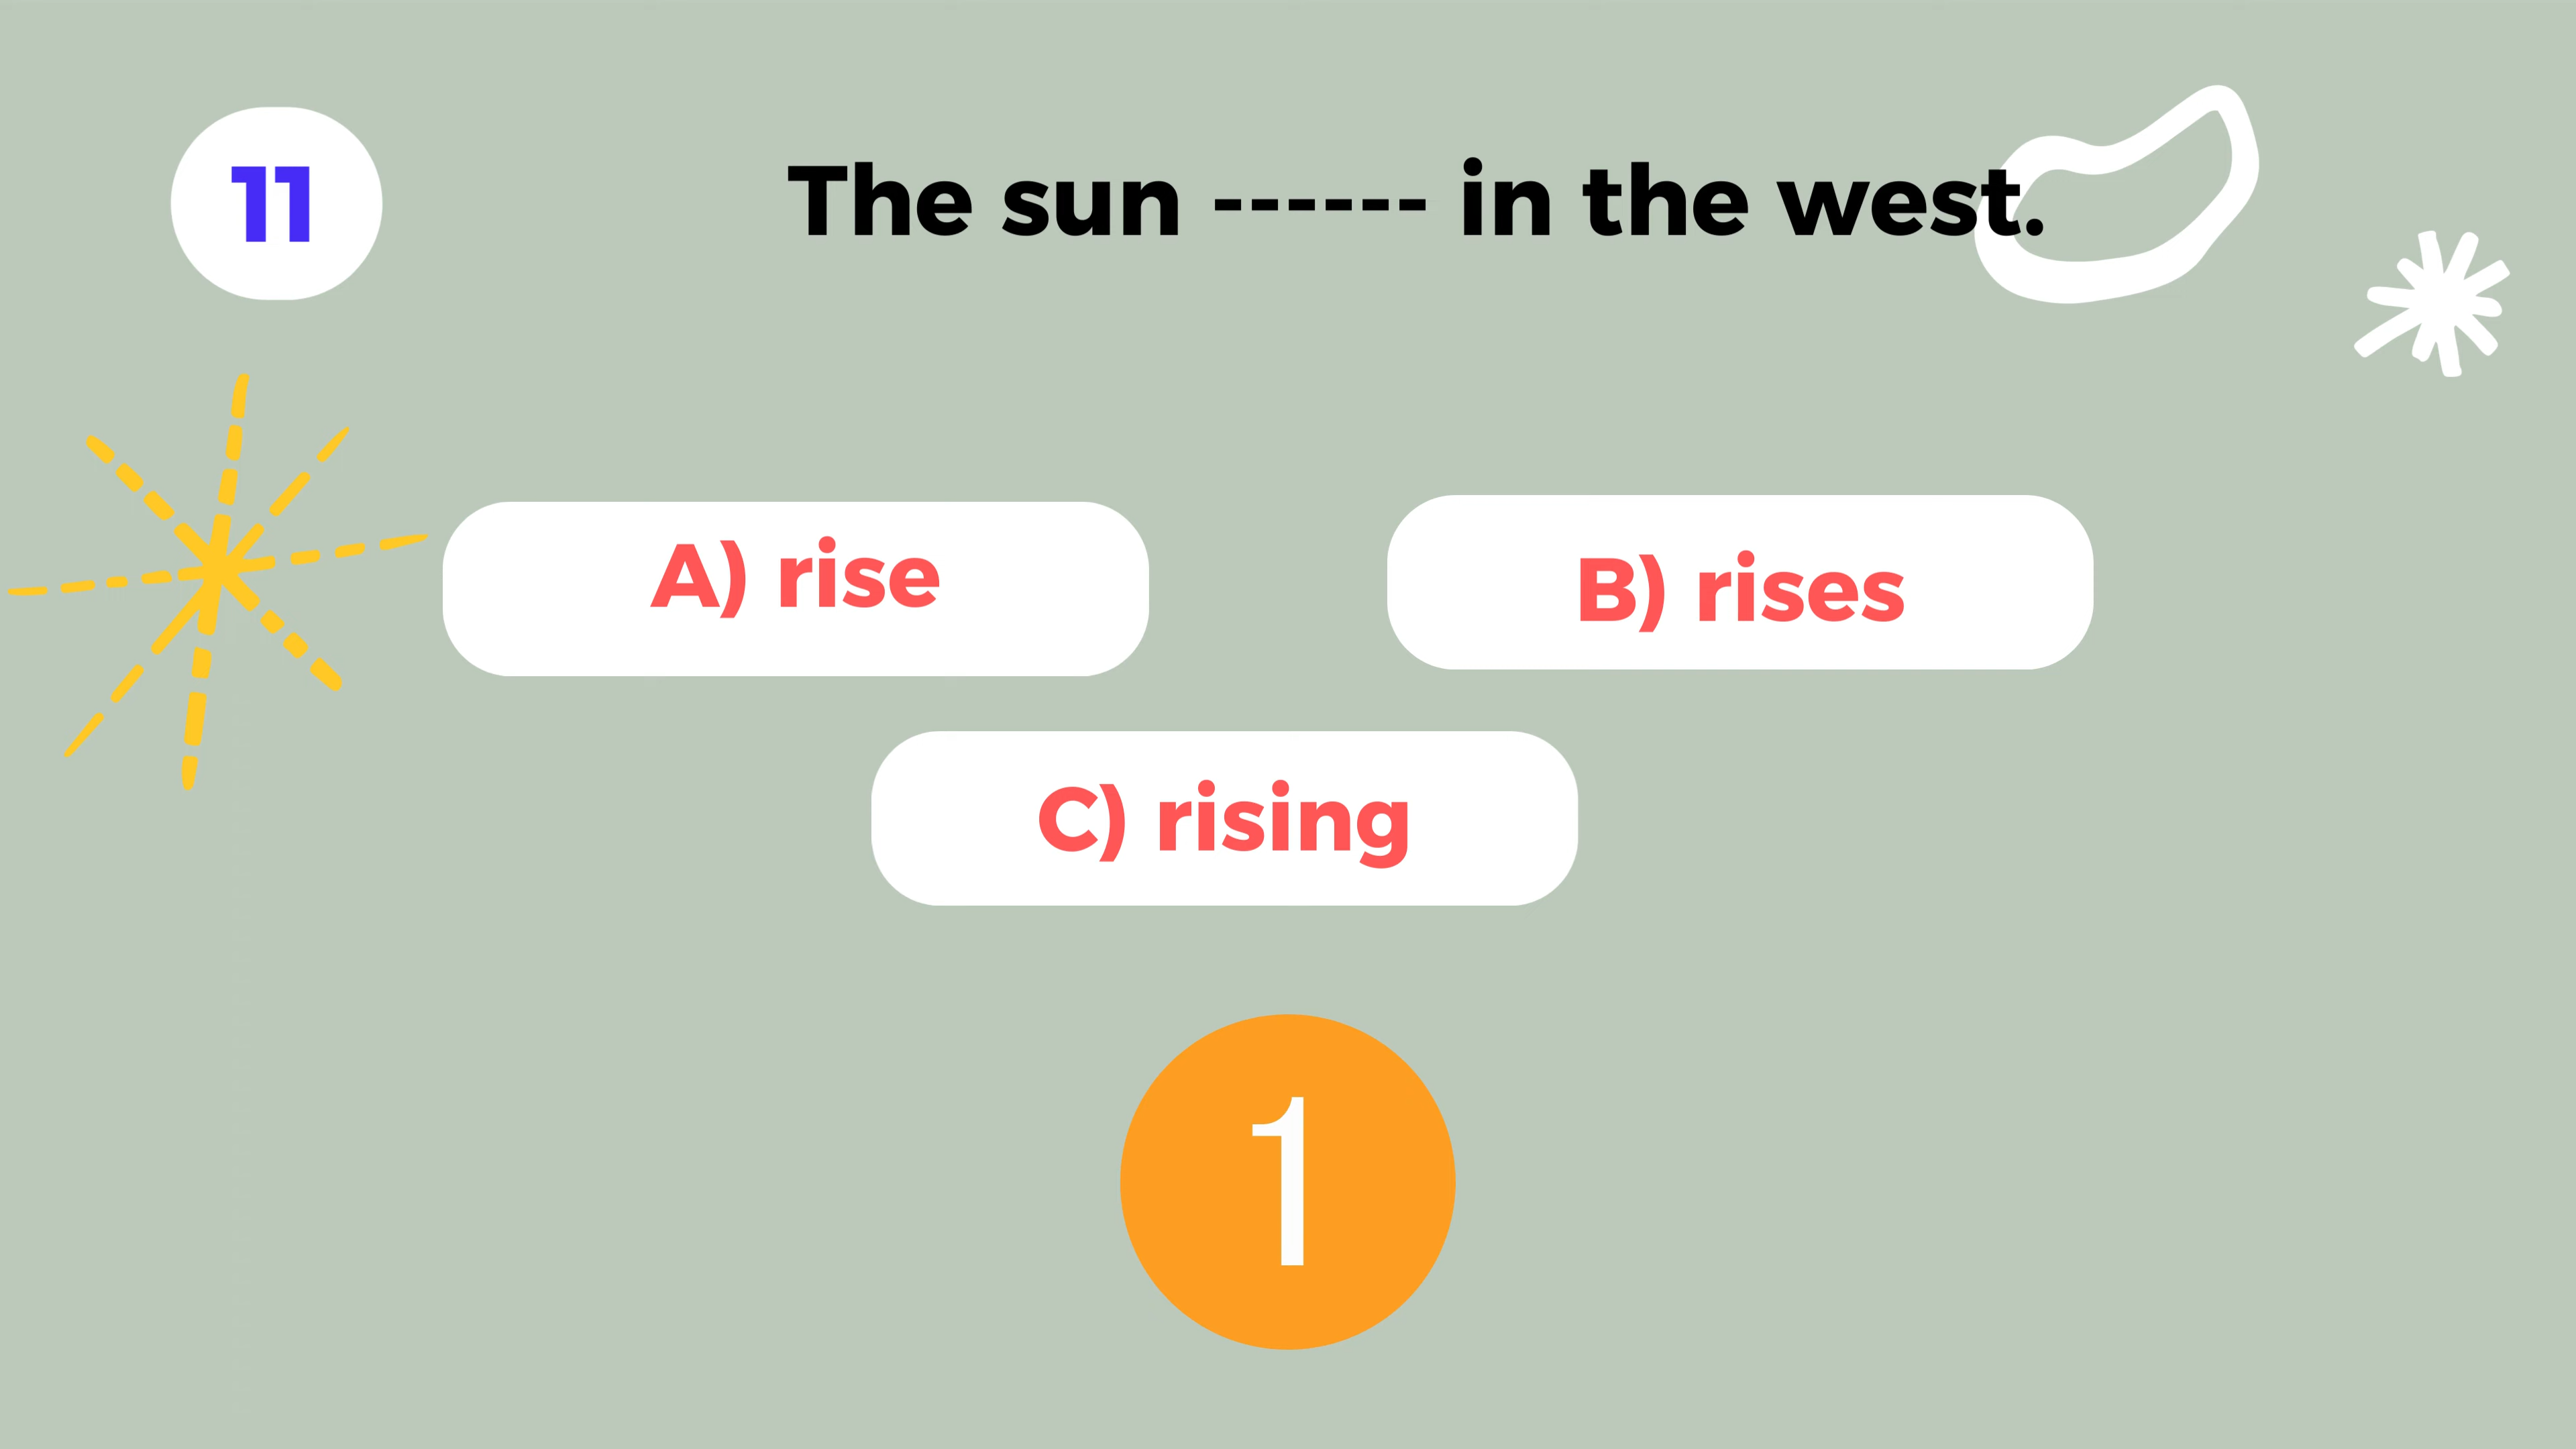 11
The sun ------ in the west.
A) rise
B) rises
C) rising
1